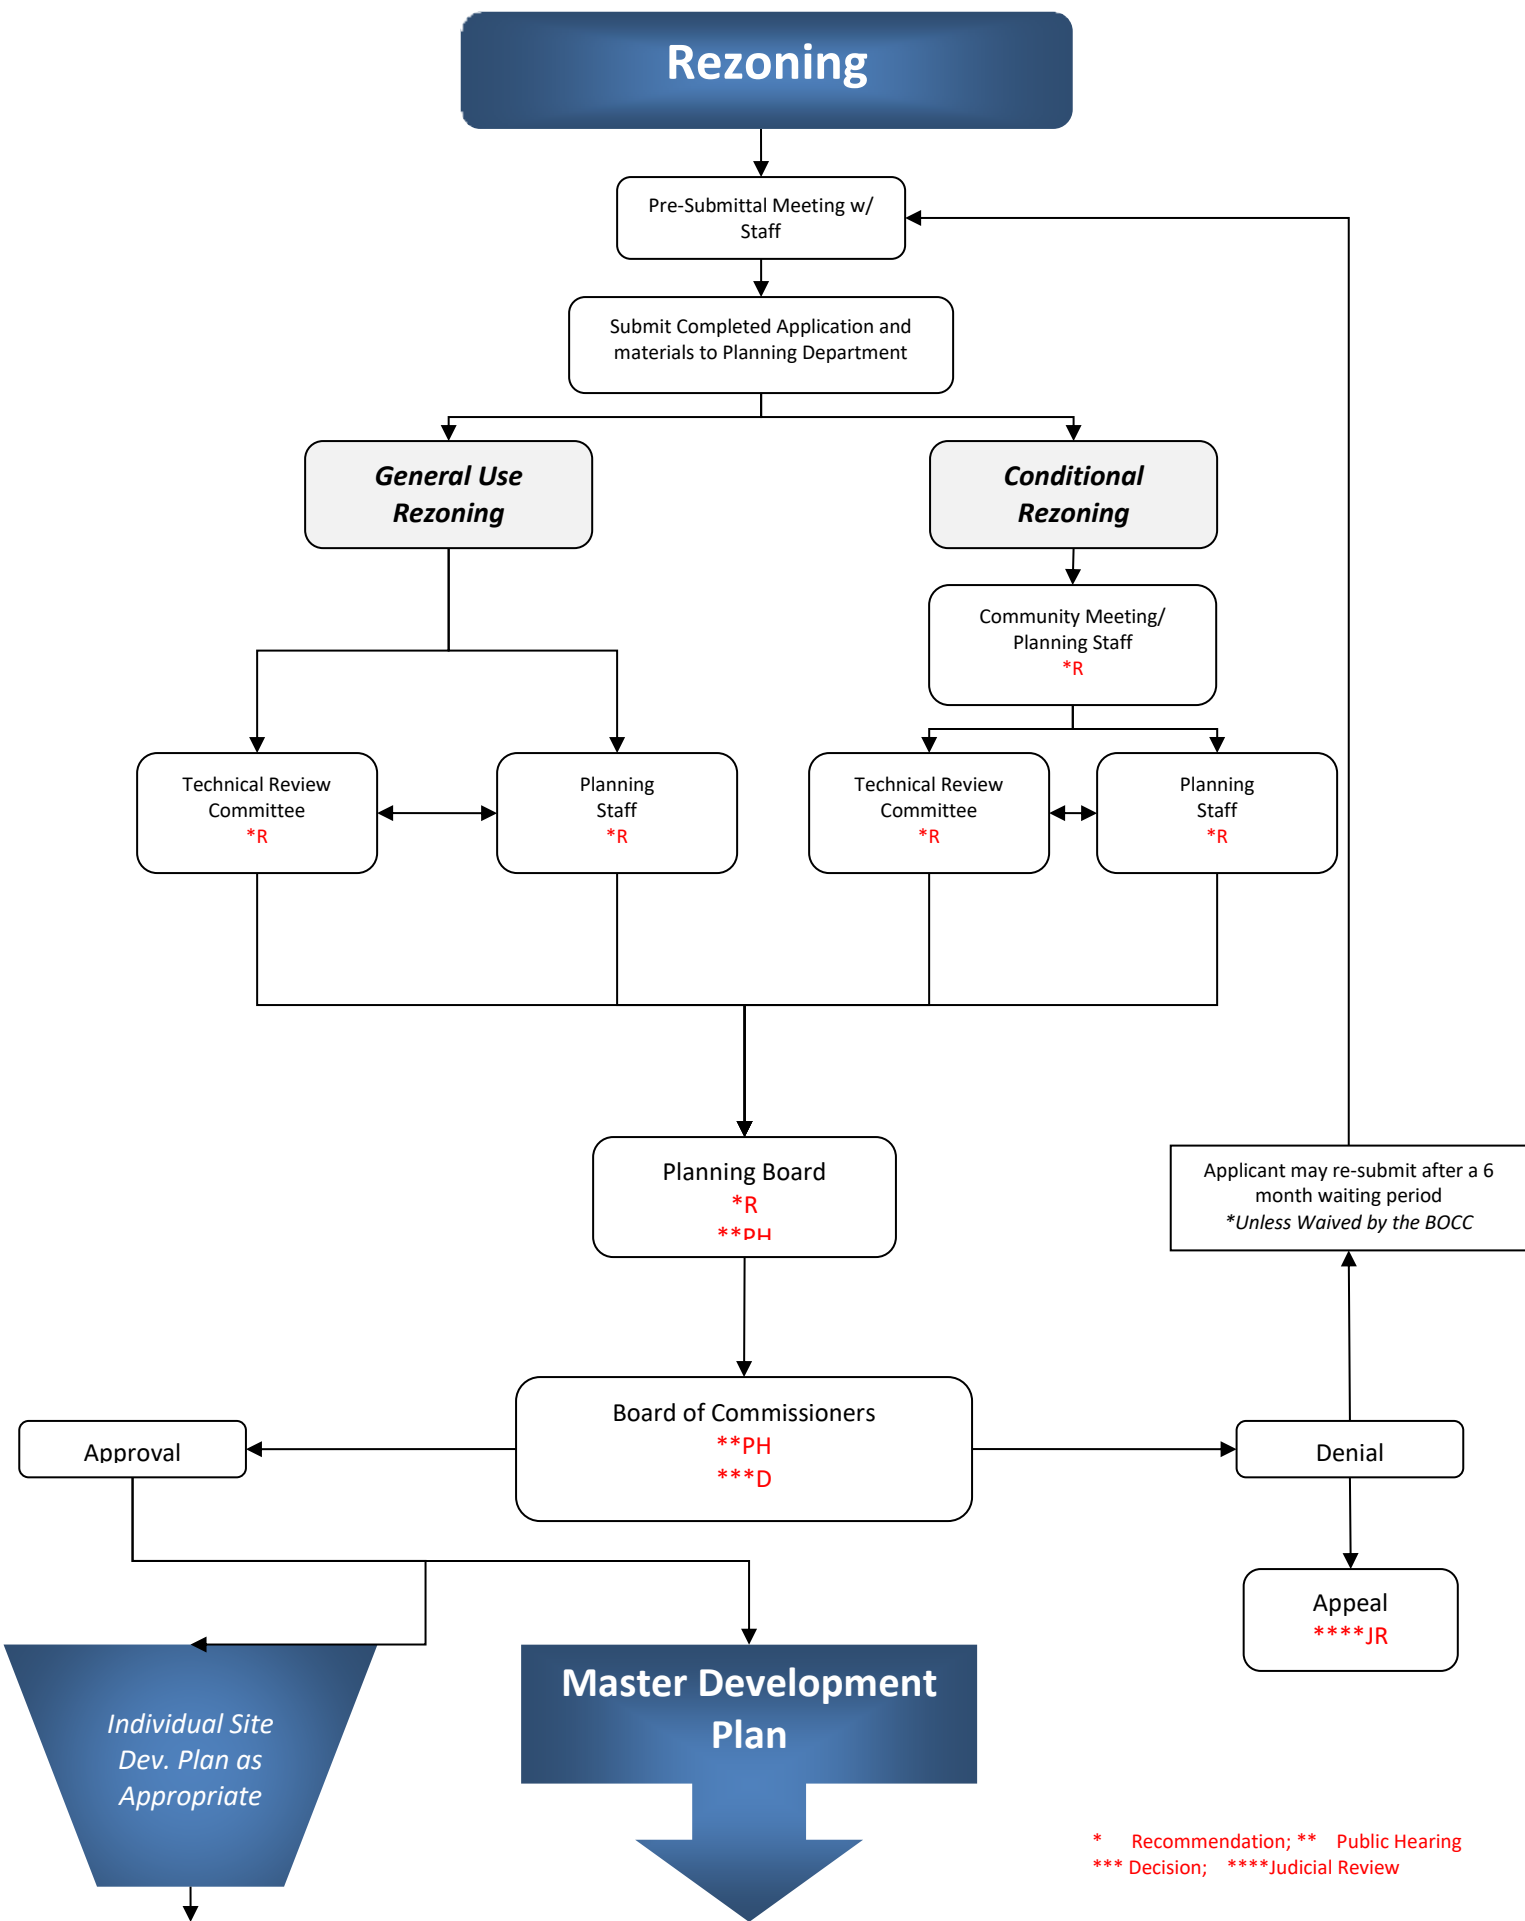 Rezoning
Pre-Submittal Meeting w/
Staff
Submit Completed Application and
materials to Planning Department
General Use
Rezoning
Conditional
Rezoning
Community Meeting/
Planning Staff
*R
Technical Review
Committee
*R
Planning
Staff
*R
Technical Review
Committee
*R
Planning
Staff
*R
Planning Board
*R
**PH
Applicant may re-submit after a 6
month waiting period
*Unless Waived by the BOCC
Board of Commissioners
**PH
***D
Approval
Denial
Appeal
****JR
Individual Site
Dev. Plan as
Appropriate
Master Development
Plan
* Recommendation; ** Public Hearing
*** Decision; ****Judicial Review